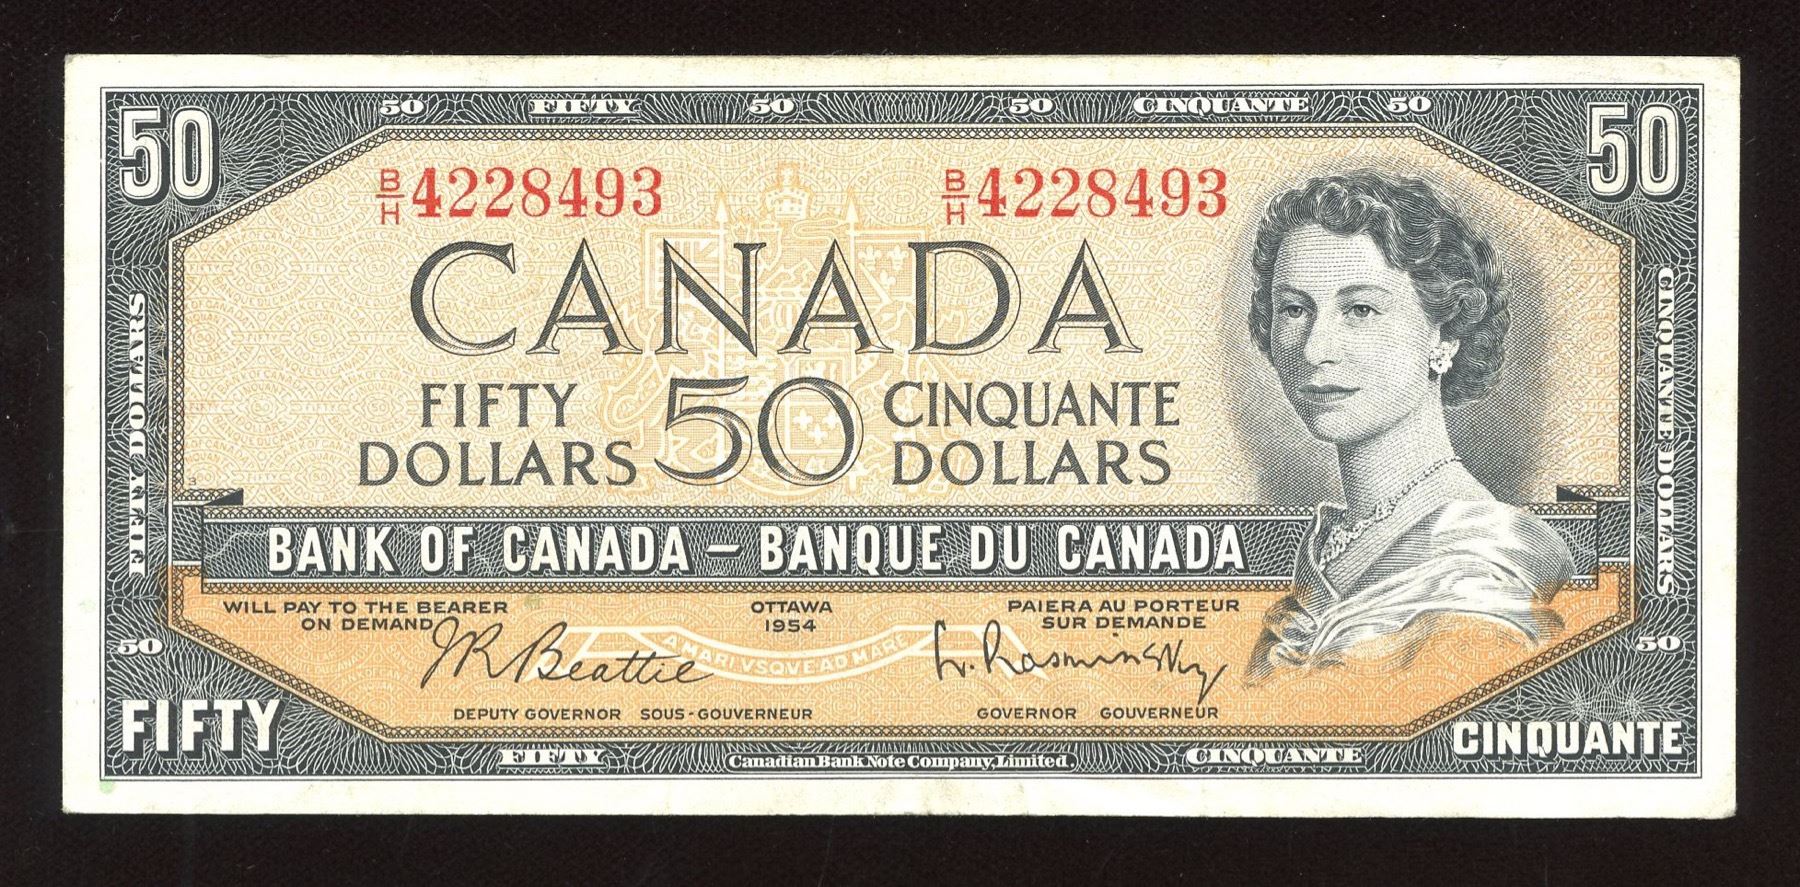 50 FIFTY 50 50 CINQUANTE 50
50 50
B/H 4228493 B/H 4228493
CANADA
FIFTY DOLLARS 50 CINQUANTE DOLLARS
FIFTY DOLLARS
CINQUANTE DOLLARS
BANK OF CANADA – BANQUE DU CANADA
WILL PAY TO THE BEARER
ON DEMAND
OTTAWA
1954
PAIERA AU PORTEUR
SUR DEMANDE
A MARI VSQVE AD MARE
J R Beattie
L. Rasminsky
50 50
DEPUTY GOVERNOR SOUS-GOUVERNEUR
GOVERNOR GOUVERNEUR
FIFTY CINQUANTE
FIFTY Canadian Bank Note Company, Limited. CINQUANTE